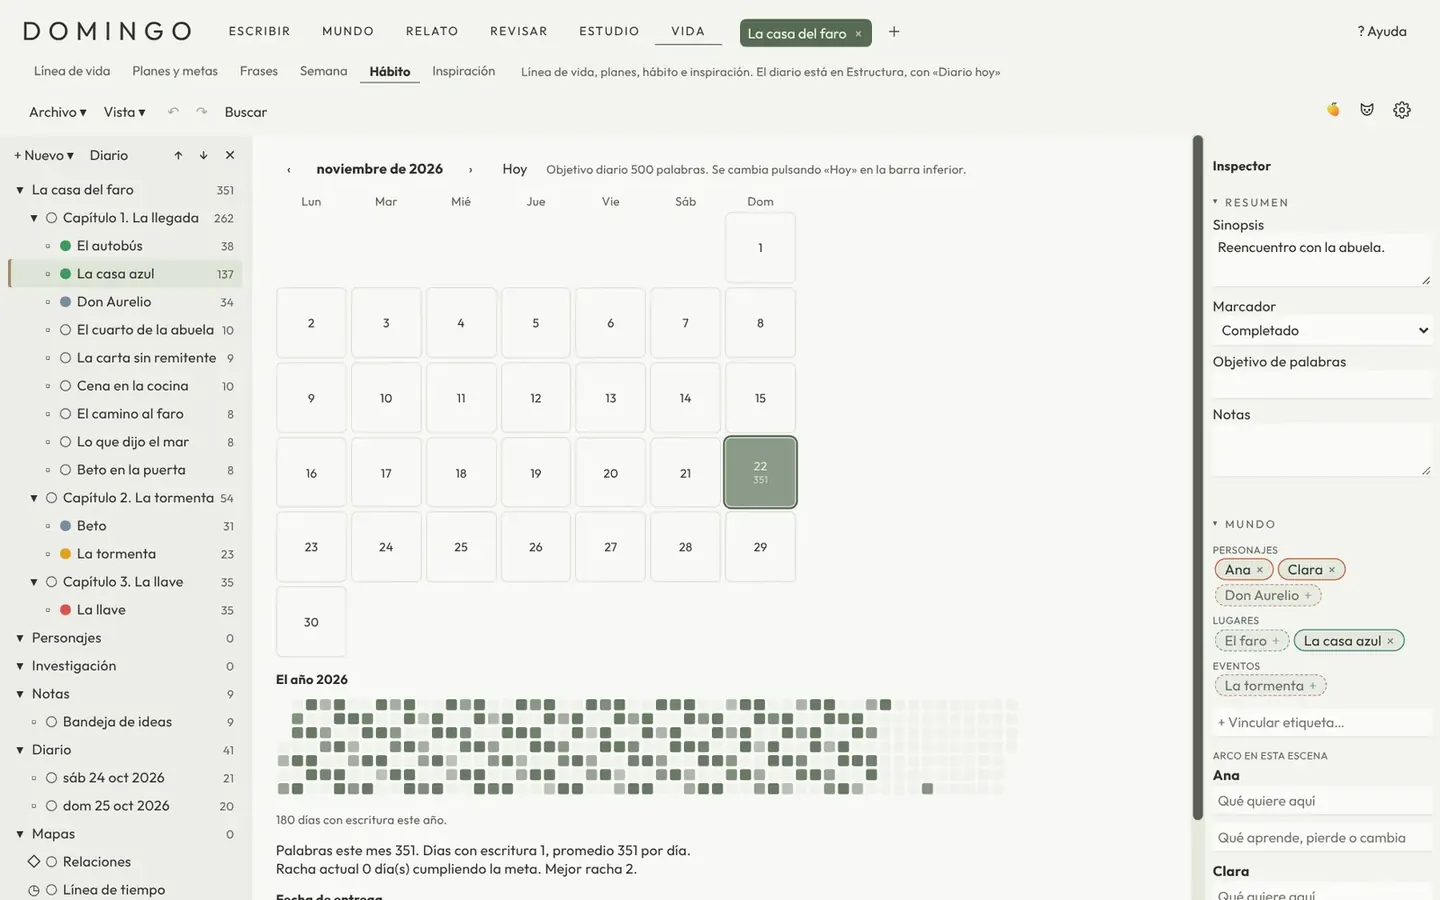 DOMINGO
ESCRIBIR MUNDO RELATO REVISAR ESTUDIO VIDA La casa del faro × + ? Ayuda
Línea de vida Planes y metas Frases Semana Hábito Inspiración Línea de vida, planes, hábito e inspiración. El diario está en Estructura, con «Diario hoy»
Archivo ▾ Vista ▾ Buscar
+ Nuevo ▾ Diario ↑ ↓ ✕
La casa del faro 351
Capítulo 1. La llegada 262
El autobús 38
La casa azul 137
Don Aurelio 34
El cuarto de la abuela 10
La carta sin remitente 9
Cena en la cocina 10
El camino al faro 8
Lo que dijo el mar 8
Beto en la puerta 8
Capítulo 2. La tormenta 54
Beto 31
La tormenta 23
Capítulo 3. La llave 35
La llave 35
Personajes 0
Investigación 0
Notas 9
Bandeja de ideas 9
Diario 41
sáb 24 oct 2026 21
dom 25 oct 2026 20
Mapas 0
Relaciones
Línea de tiempo
‹ noviembre de 2026 › Hoy Objetivo diario 500 palabras. Se cambia pulsando «Hoy» en la barra inferior.
Lun Mar Mié Jue Vie Sáb Dom
1
2 3 4 5 6 7 8
9 10 11 12 13 14 15
16 17 18 19 20 21 22
351
23 24 25 26 27 28 29
30
El año 2026
180 días con escritura este año.
Palabras este mes 351. Días con escritura 1, promedio 351 por día.
Racha actual 0 día(s) cumpliendo la meta. Mejor racha 2.
Fecha de entrega
Inspector
RESUMEN
Sinopsis
Reencuentro con la abuela.
Marcador
Completado
Objetivo de palabras
Notas
MUNDO
PERSONAJES
Ana × Clara ×
Don Aurelio +
LUGARES
El faro + La casa azul ×
EVENTOS
La tormenta +
+ Vincular etiqueta...
ARCO EN ESTA ESCENA
Ana
Qué quiere aquí
Qué aprende, pierde o cambia
Clara
Qué quiere aquí